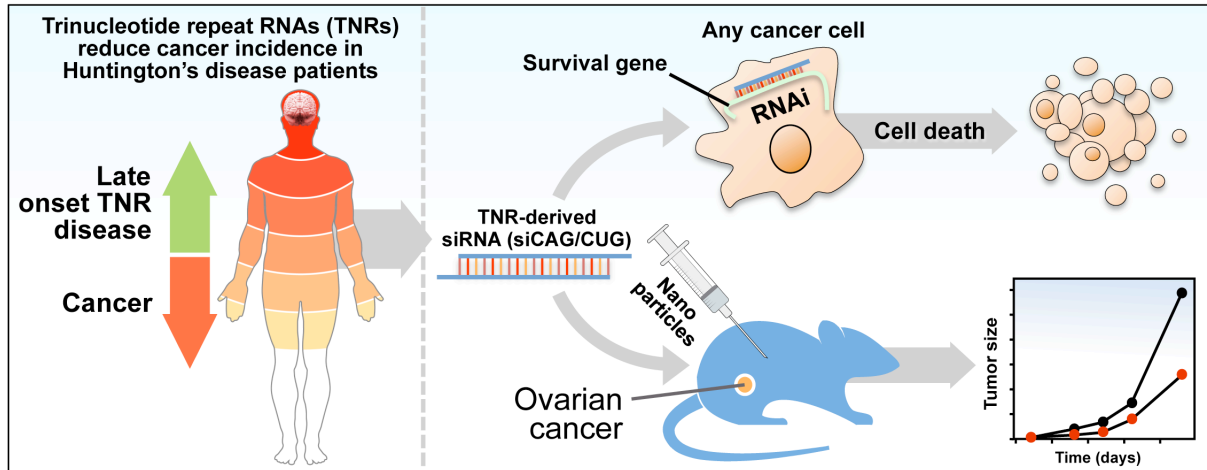 Trinucleotide repeat RNAs (TNRs)
reduce cancer incidence in
Huntington's disease patients
Late
onset TNR
disease
Cancer
TNR-derived
siRNA (siCAG/CUG)
Any cancer cell
Survival gene
RNAi
Cell death
Nano
particles
Ovarian
cancer
Tumor size
Time (days)